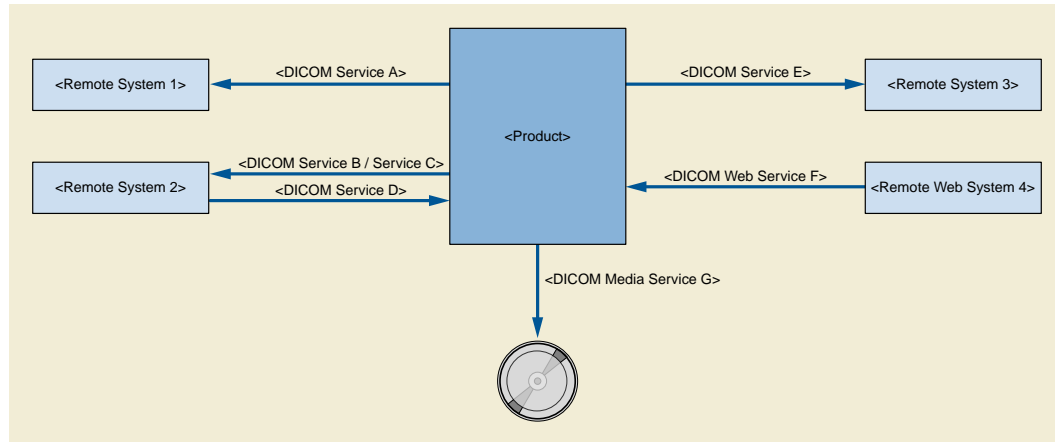 <DICOM Service A>
<DICOM Service E>
<Remote System 1>
<Remote System 3>
<Product>
<DICOM Service B / Service C>
<DICOM Web Service F>
<Remote System 2>
<DICOM Service D>
<Remote Web System 4>
<DICOM Media Service G>